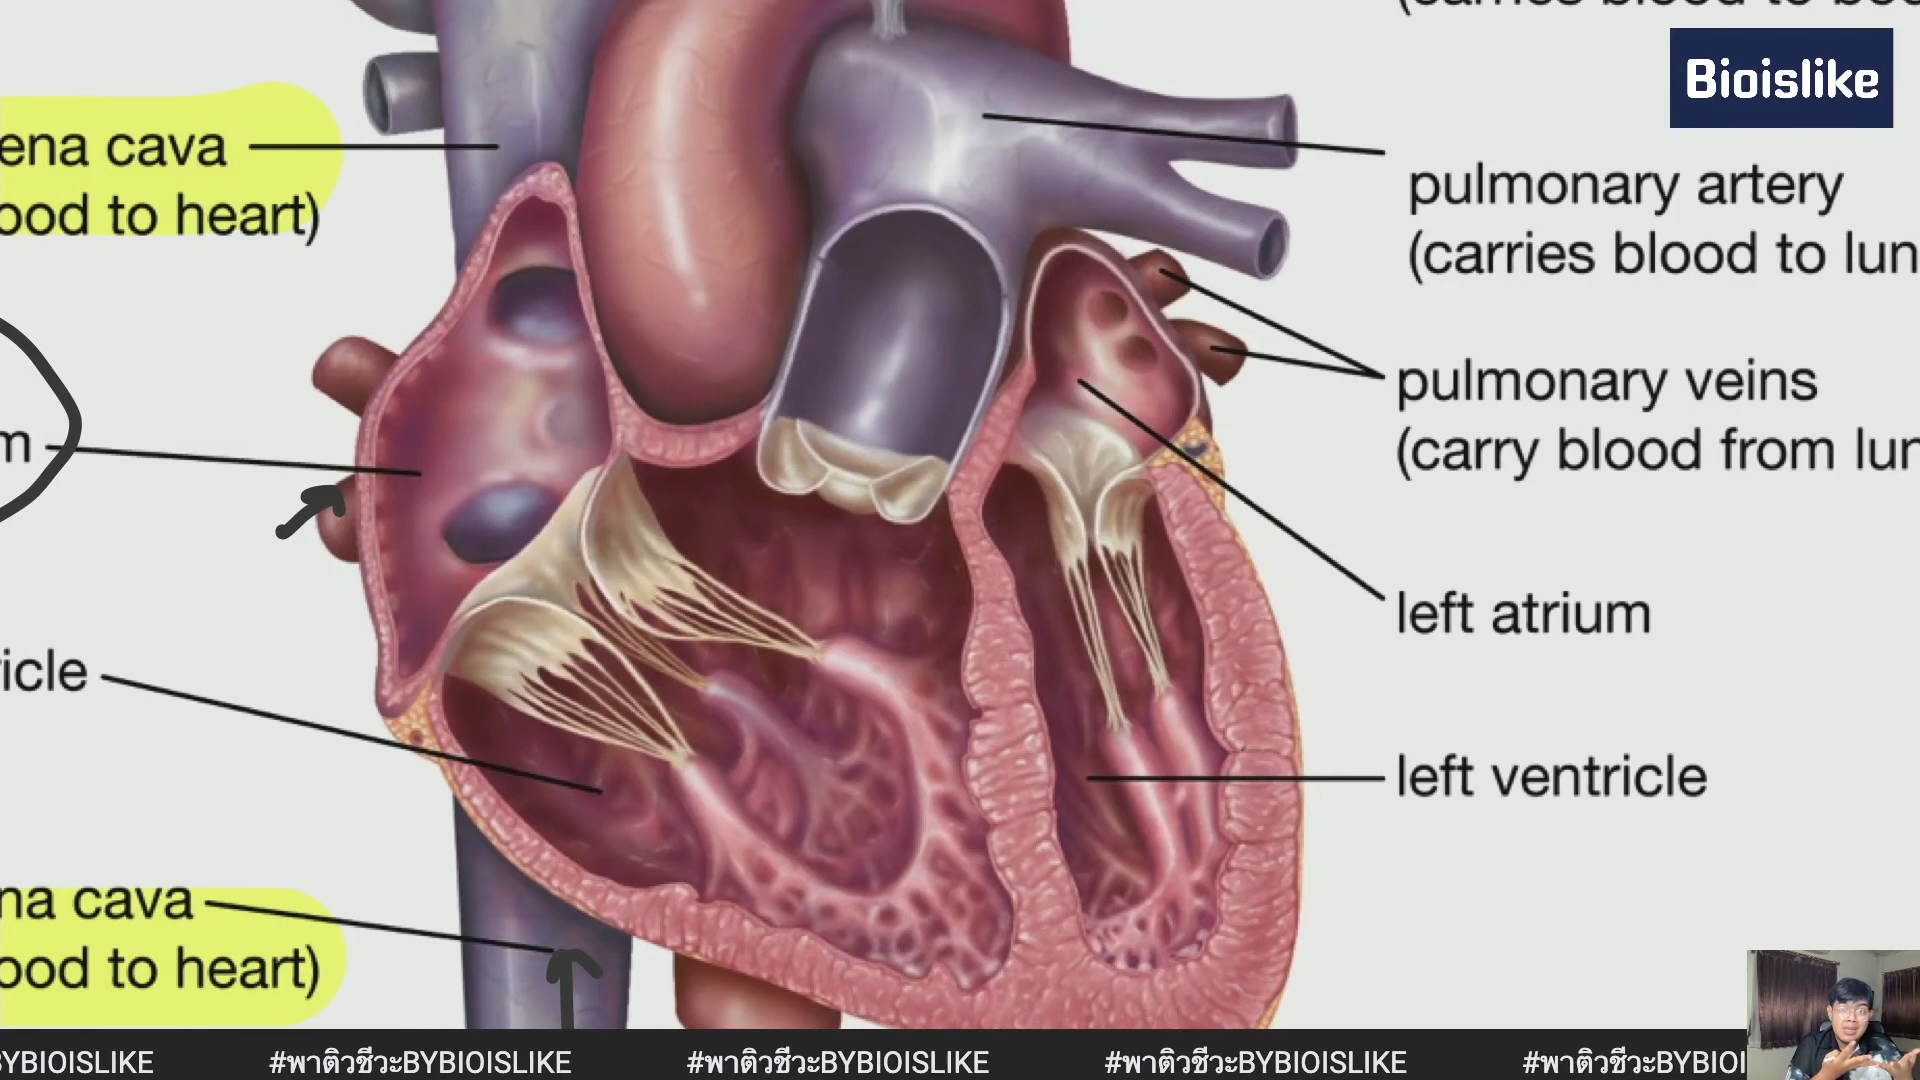 Bioislike
ena cava
ood to heart)
pulmonary artery
(carries blood to lun
pulmonary veins
(carry blood from lun
m
left atrium
icle
left ventricle
na cava
ood to heart)
BYBIOISLIKE #พาติวชีวะBYBIOISLIKE #พาติวชีวะBYBIOISLIKE #พาติวชีวะBYBIOISLIKE #พาติวชีวะBYBIOI